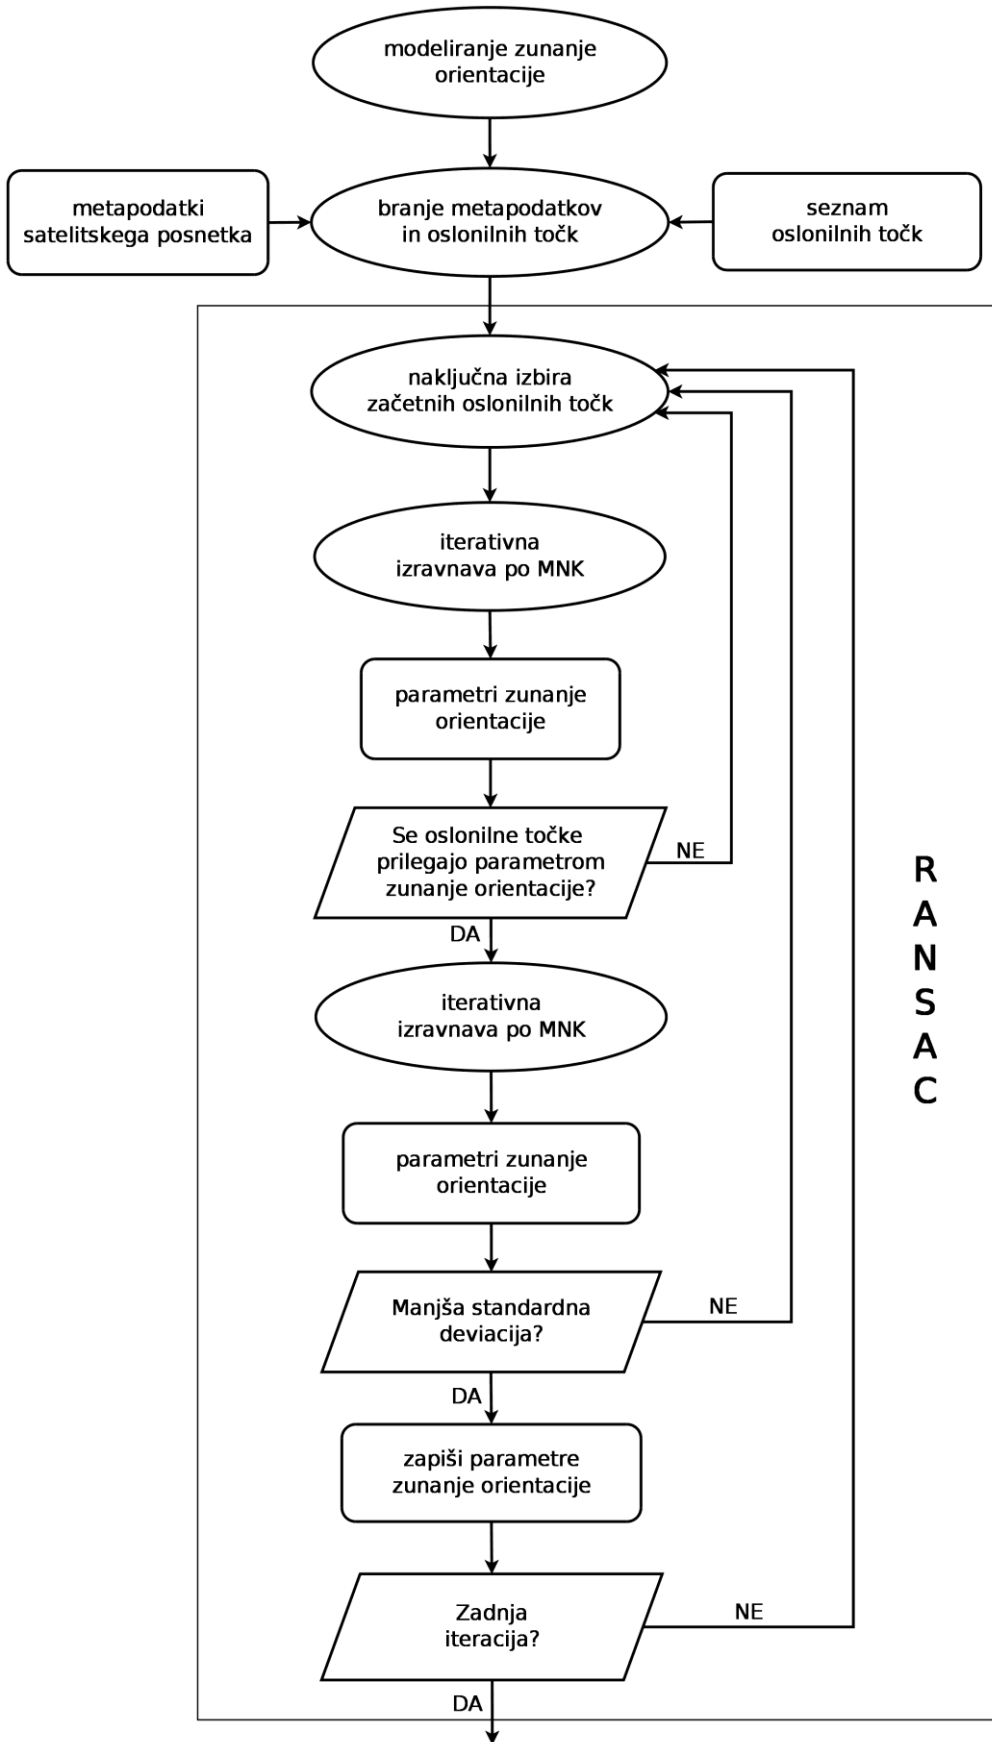 modeliranje zunanje
orientacije
metapodatki
satelitskega posnetka
branje metapodatkov
in oslonilnih točk
seznam
oslonilnih točk
naključna izbira
začetnih oslonilnih točk
iterativna
izravnava po MNK
parametri zunanje
orientacije
Se oslonilne točke
prilegajo parametrom
zunanje orientacije?
NE
DA
iterativna
izravnava po MNK
parametri zunanje
orientacije
Manjša standardna
deviacija?
NE
DA
zapiši parametre
zunanje orientacije
Zadnja
iteracija?
NE
DA
R
A
N
S
A
C